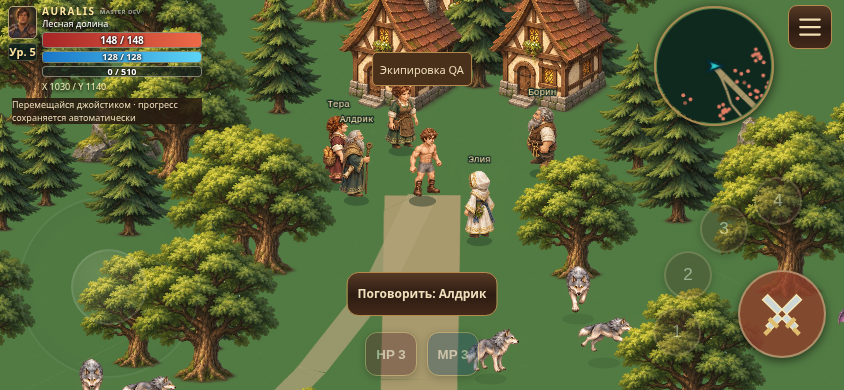 AURALIS MASTER DEV
Лесная долина
Ур. 5
148 / 148
128 / 128
0 / 510
X 1030 / Y 1140
Перемещайся джойстиком · прогресс
сохраняется автоматически
Экипировка QA
Тера
Алдрик
Борин
Элия
4
3
2
1
Поговорить: Алдрик
HP 3
MP 3